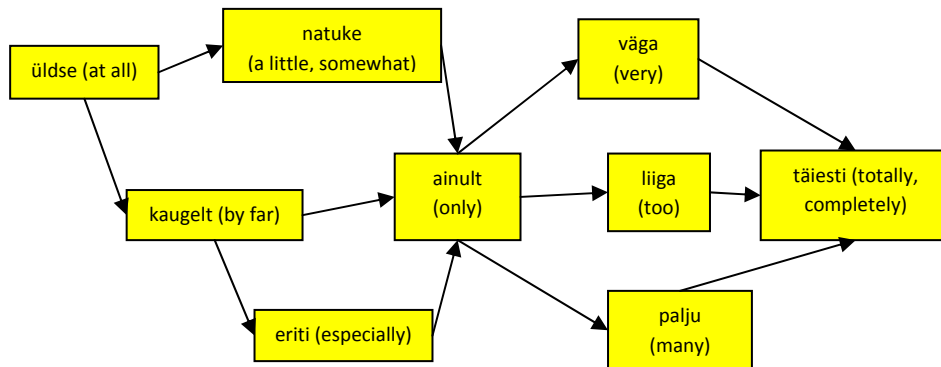 üldse (at all)
natuke
(a little, somewhat)
kaugelt (by far)
eriti (especially)
ainult
(only)
väga
(very)
liiga
(too)
palju
(many)
täiesti (totally,
completely)